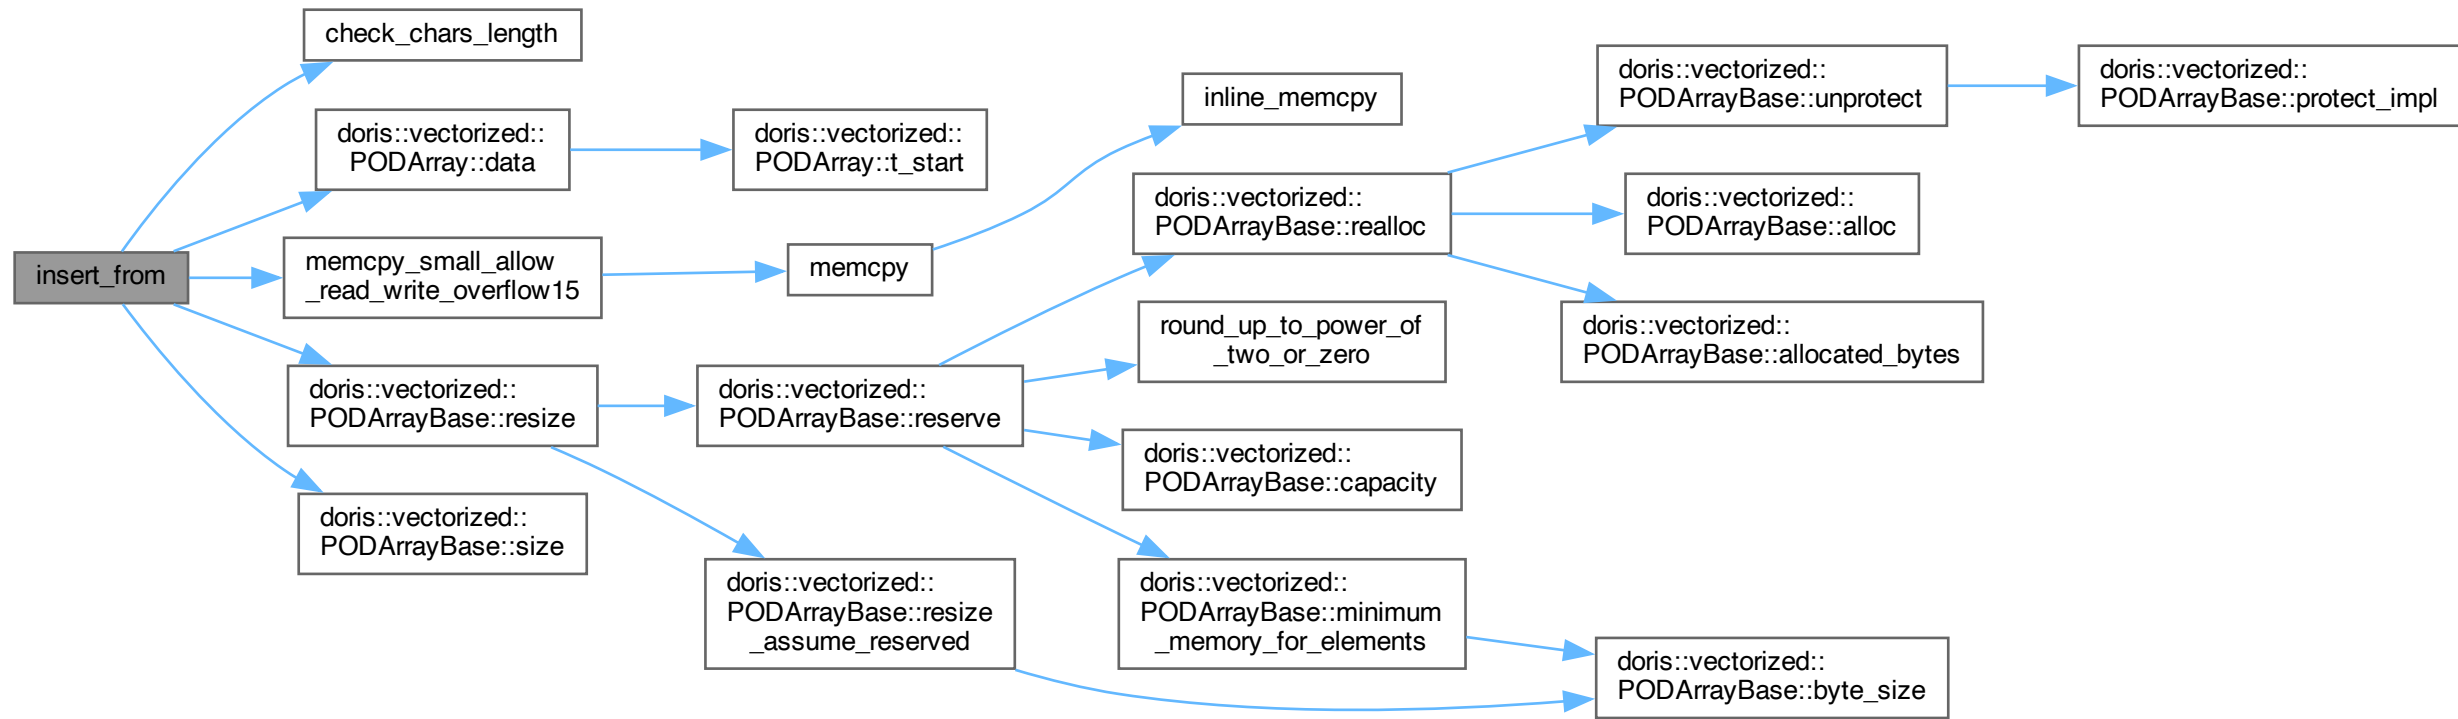 insert_from
check_chars_length
doris::vectorized::
PODArray::data
doris::vectorized::
PODArray::t_start
memcpy_small_allow
_read_write_overflow15
memcpy
inline_memcpy
doris::vectorized::
PODArrayBase::resize
doris::vectorized::
PODArrayBase::reserve
doris::vectorized::
PODArrayBase::realloc
doris::vectorized::
PODArrayBase::unprotect
doris::vectorized::
PODArrayBase::protect_impl
doris::vectorized::
PODArrayBase::alloc
doris::vectorized::
PODArrayBase::allocated_bytes
round_up_to_power_of
_two_or_zero
doris::vectorized::
PODArrayBase::capacity
doris::vectorized::
PODArrayBase::minimum
_memory_for_elements
doris::vectorized::
PODArrayBase::byte_size
doris::vectorized::
PODArrayBase::resize
_assume_reserved
doris::vectorized::
PODArrayBase::size